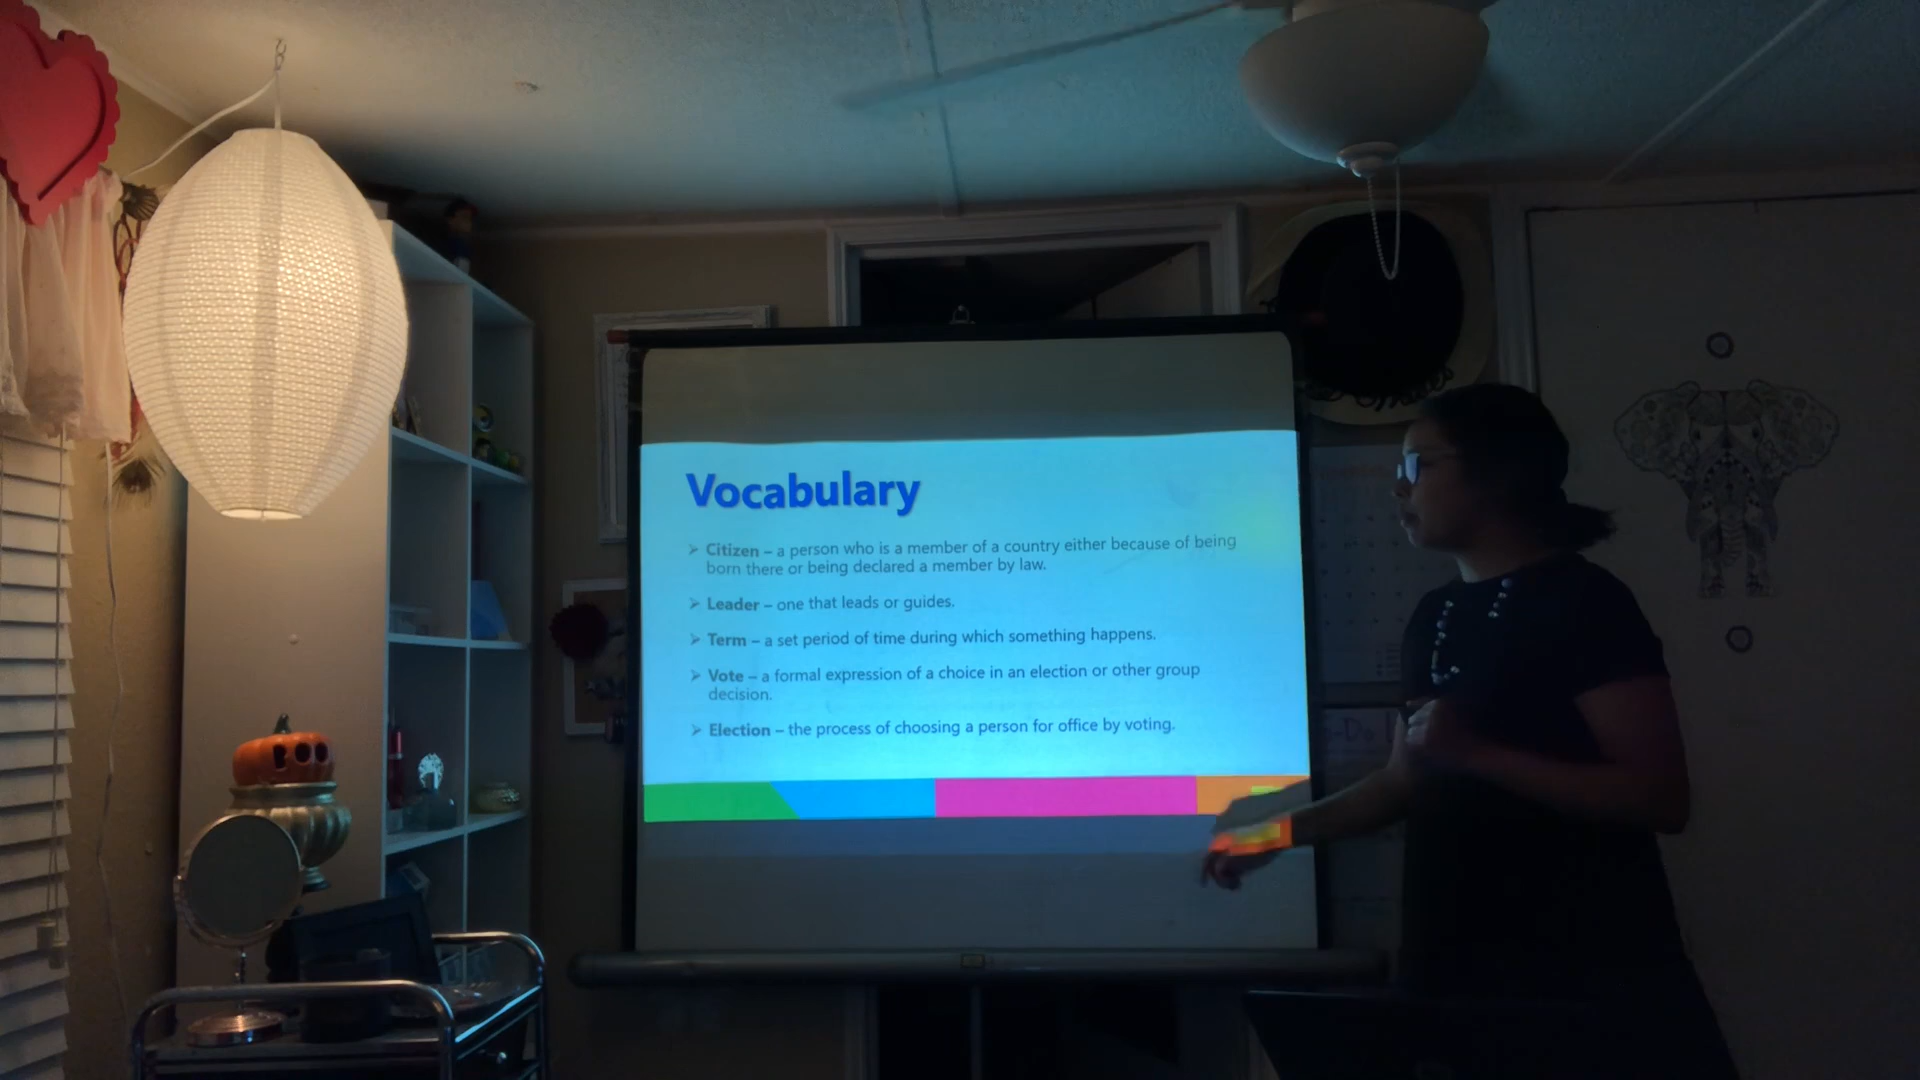 Vocabulary
➢ Citizen – a person who is a member of a country either because of being
born there or being declared a member by law.
➢ Leader – one that leads or guides.
➢ Term – a set period of time during which something happens.
➢ Vote – a formal expression of a choice in an election or other group
decision.
➢ Election – the process of choosing a person for office by voting.
BOO